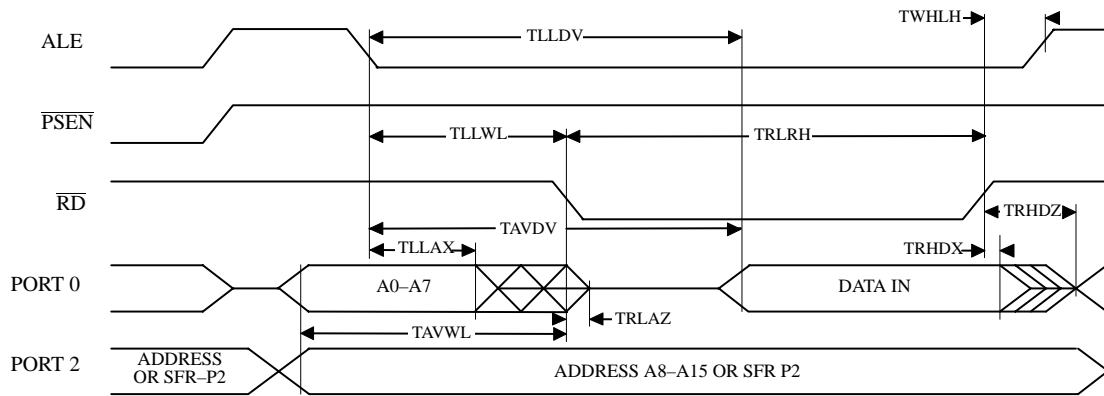 TWHLH
ALE
TLLDV
PSEN
TLLWL
TRLRH
RD
TAVDV
TRHDZ
TLLAX
TRHDX
PORT 0
A0–A7
DATA IN
TRLAZ
TAVWL
PORT 2
ADDRESS
OR SFR–P2
ADDRESS A8–A15 OR SFR P2